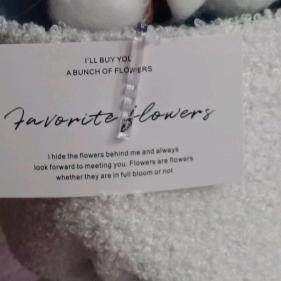 I'LL BUY YOU
A BUNCH OF FLOWERS
Favorite flowers
I hide the flowers behind me and always
look forward to meeting you. Flowers are flowers
whether they are in full bloom or not